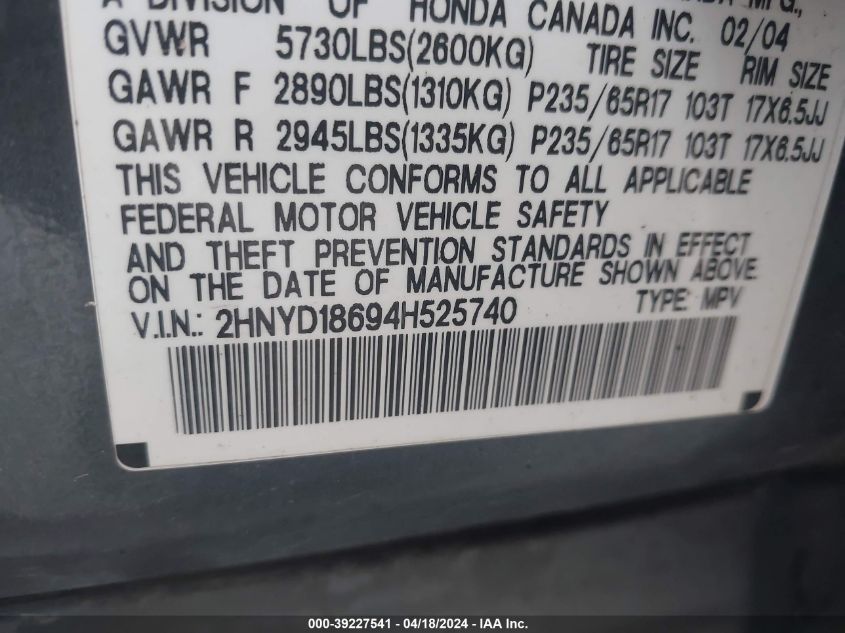 A DIVISION OF HONDA CANADA INC. 02/04
GVWR 5730LBS(2600KG) TIRE SIZE RIM SIZE
GAWR F 2890LBS(1310KG) P235/65R17 103T 17X6.5JJ
GAWR R 2945LBS(1335KG) P235/65R17 103T 17X6.5JJ
THIS VEHICLE CONFORMS TO ALL APPLICABLE
FEDERAL MOTOR VEHICLE SAFETY
AND THEFT PREVENTION STANDARDS IN EFFECT
ON THE DATE OF MANUFACTURE SHOWN ABOVE.
V.I.N.: 2HNYD18694H525740 TYPE: MPV
000-39227541 - 04/18/2024 - IAA Inc.